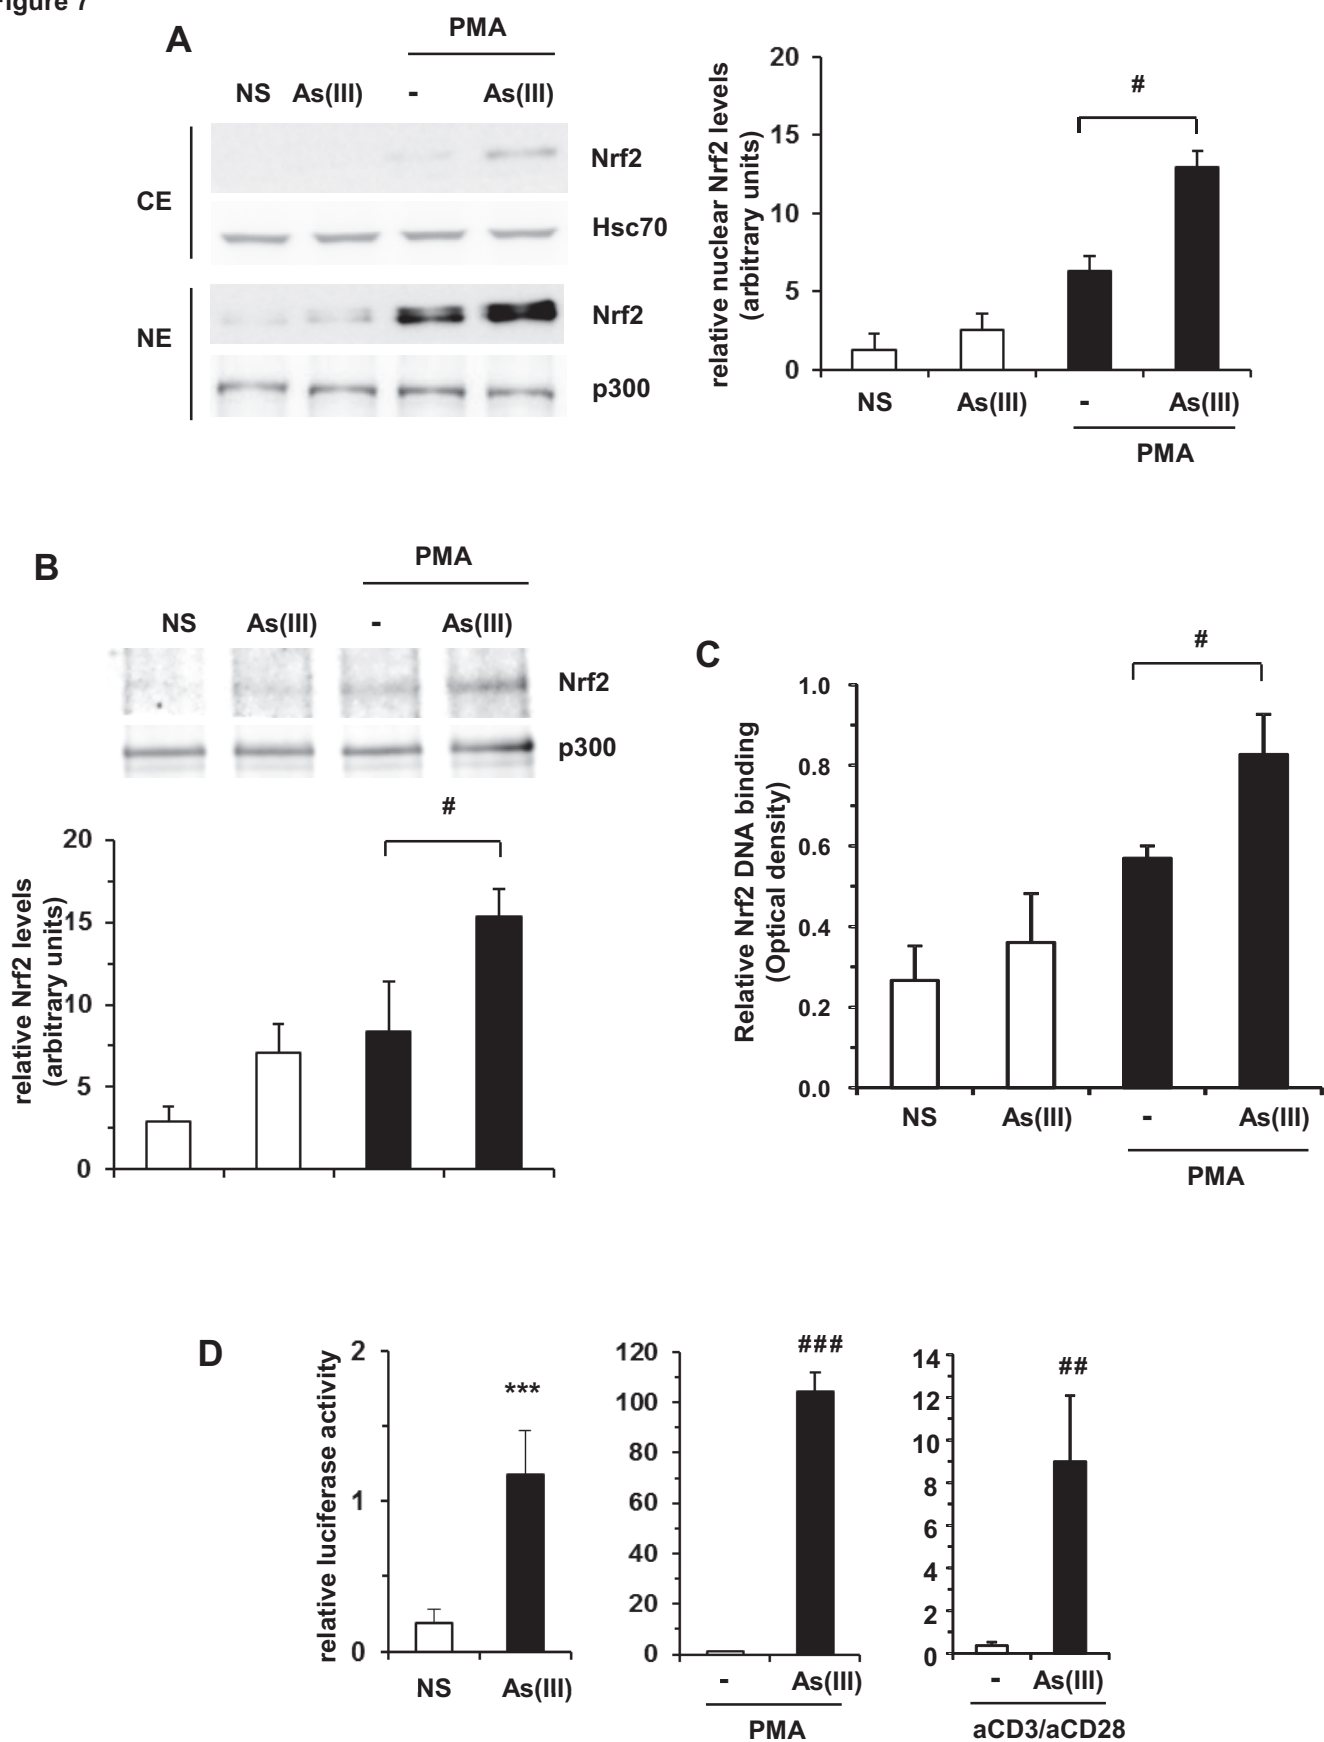 Figure 7
A
PMA
NS As(III) - As(III)
CE
Nrf2
Hsc70
NE
Nrf2
p300
relative nuclear Nrf2 levels
(arbitrary units)
20
15
10
5
0
#
NS As(III) - As(III)
PMA
B
PMA
NS As(III) - As(III)
Nrf2
p300
relative Nrf2 levels
(arbitrary units)
20
15
10
5
0
#
C
Relative Nrf2 DNA binding
(Optical density)
1.0
0.8
0.6
0.4
0.2
0.0
#
NS As(III) - As(III)
PMA
D
relative luciferase activity
2
1
0
***
NS As(III)
120
100
80
60
40
20
0
###
- As(III)
PMA
14
12
10
8
6
4
2
0
##
- As(III)
aCD3/aCD28